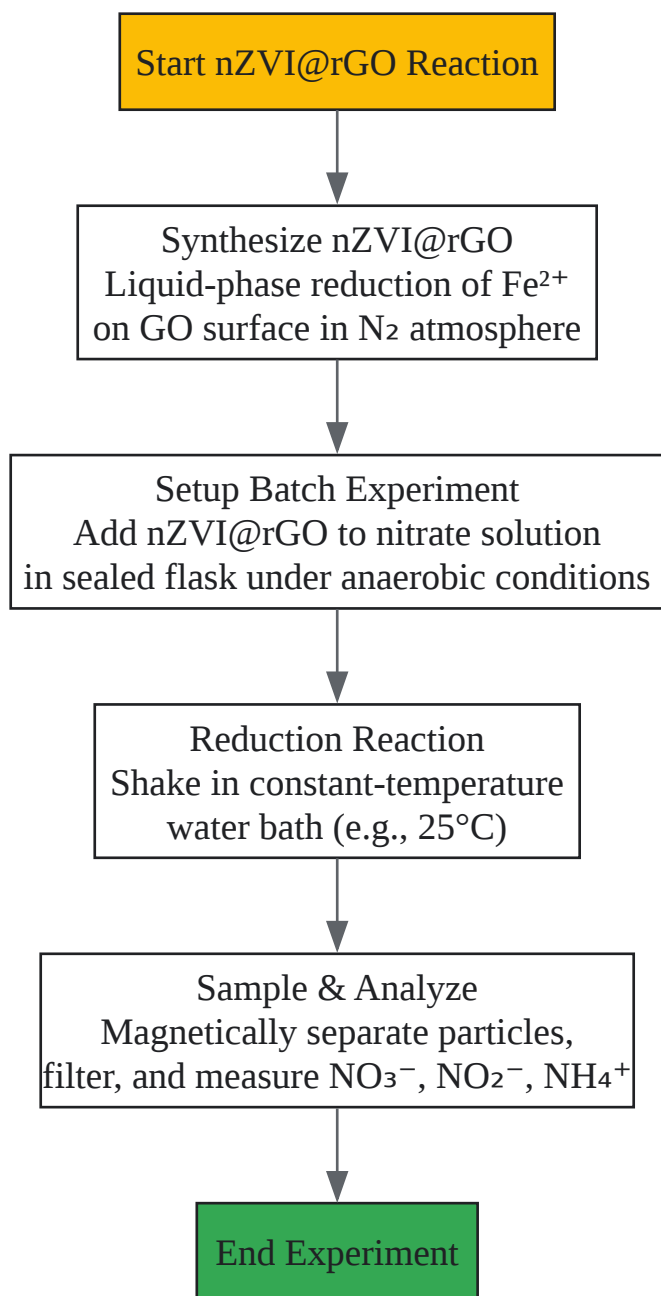 Start nZVI@rGO Reaction
Synthesize nZVI@rGO
Liquid-phase reduction of Fe²⁺
on GO surface in N₂ atmosphere
Setup Batch Experiment
Add nZVI@rGO to nitrate solution
in sealed flask under anaerobic conditions
Reduction Reaction
Shake in constant-temperature
water bath (e.g., 25°C)
Sample & Analyze
Magnetically separate particles,
filter, and measure NO₃⁻, NO₂⁻, NH₄⁺
End Experiment